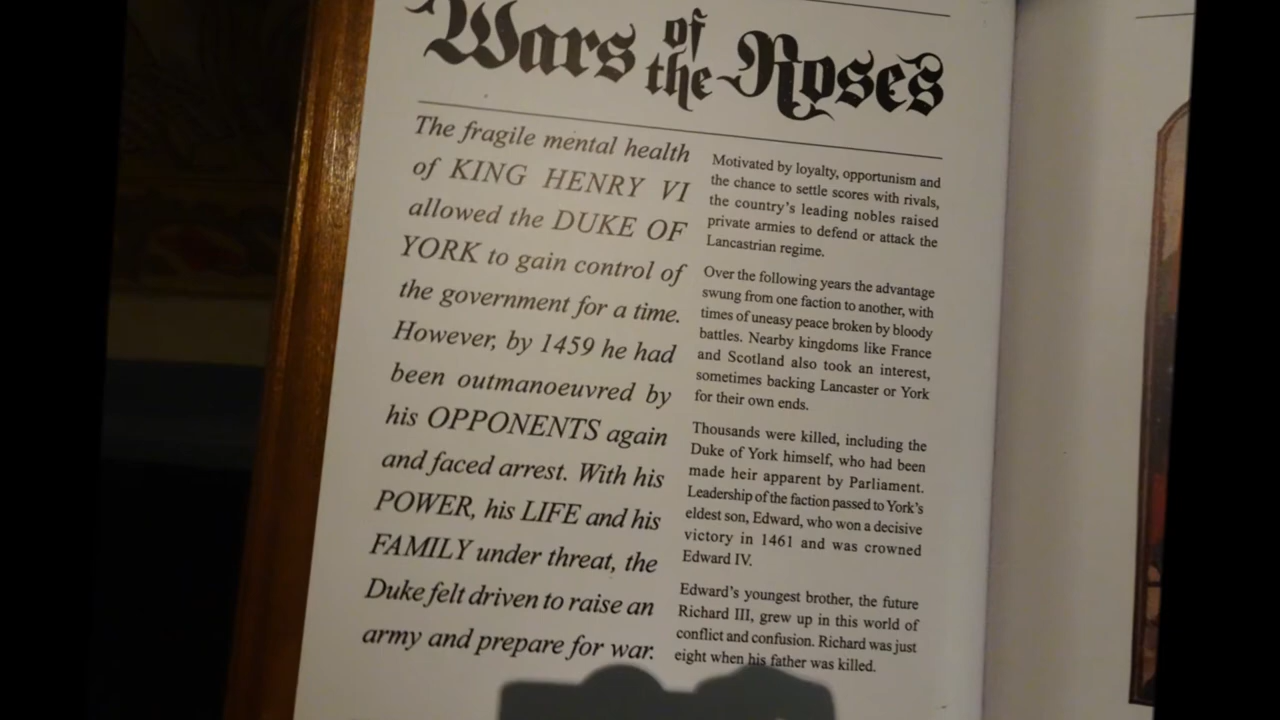 Wars of the Roses
The fragile mental health
of KING HENRY VI
allowed the DUKE OF
YORK to gain control of
the government for a time.
However, by 1459 he had
been outmanoeuvred by
his OPPONENTS again
and faced arrest. With his
POWER, his LIFE and his
FAMILY under threat, the
Duke felt driven to raise an
army and prepare for war.
Motivated by loyalty, opportunism and
the chance to settle scores with rivals,
the country's leading nobles raised
private armies to defend or attack the
Lancastrian regime.
Over the following years the advantage
swung from one faction to another, with
times of uneasy peace broken by bloody
battles. Nearby kingdoms like France
and Scotland also took an interest,
sometimes backing Lancaster or York
for their own ends.
Thousands were killed, including the
Duke of York himself, who had been
made heir apparent by Parliament.
Leadership of the faction passed to York's
eldest son, Edward, who won a decisive
victory in 1461 and was crowned
Edward IV.
Edward's youngest brother, the future
Richard III, grew up in this world of
conflict and confusion. Richard was just
eight when his father was killed.